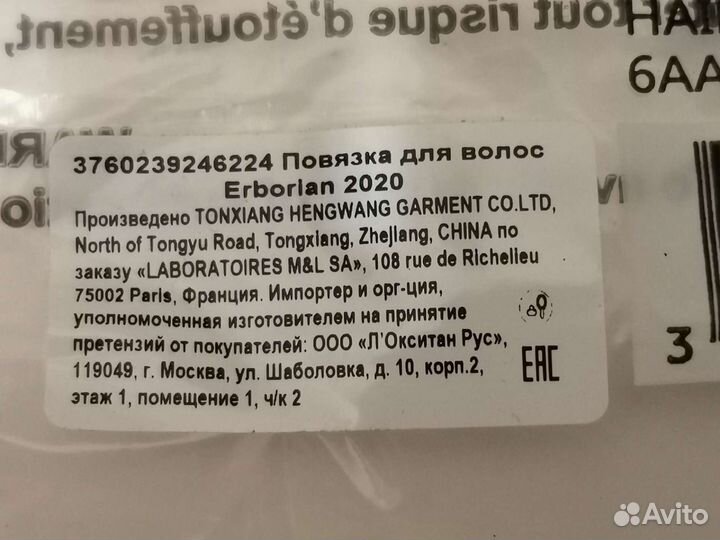 tout risque d'étouffement,
HAI
6AA
3760239246224 Повязка для волос
Erborian 2020
Произведено TONXIANG HENGWANG GARMENT CO.LTD,
North of Tongyu Road, Tongxiang, Zhejiang, CHINA по
заказу «LABORATOIRES M&L SA», 108 rue de Richelieu
75002 Paris, Франция. Импортер и орг-ция,
уполномоченная изготовителем на принятие
претензий от покупателей: ООО «Л'Окситан Рус»,
119049, г. Москва, ул. Шаболовка, д. 10, корп.2,
этаж 1, помещение 1, ч/к 2
EAC
3
Avito